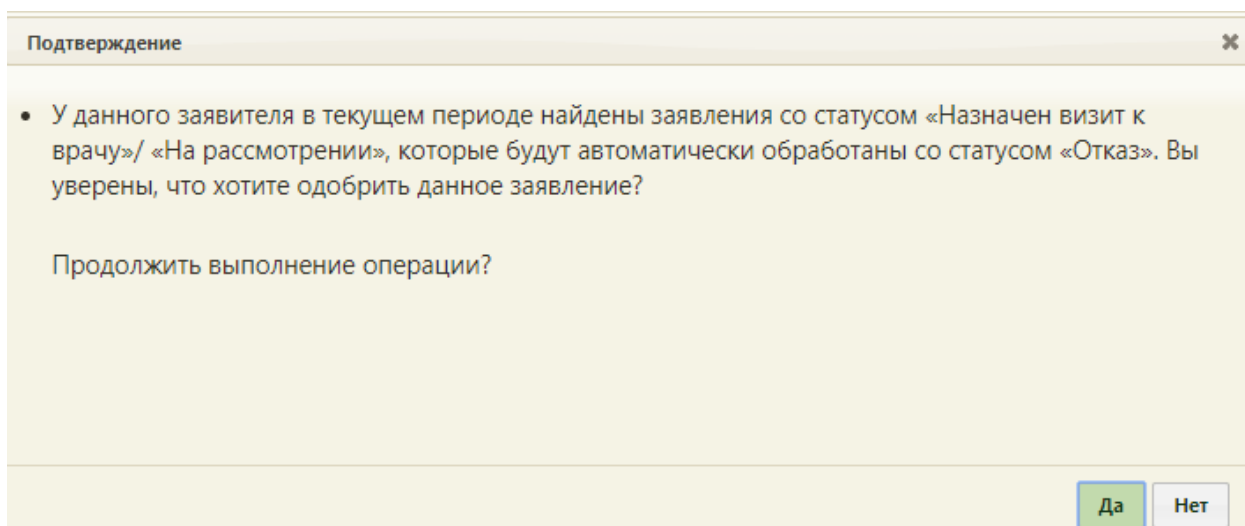 Подтверждение
• У данного заявителя в текущем периоде найдены заявления со статусом «Назначен визит к
врачу»/ «На рассмотрении», которые будут автоматически обработаны со статусом «Отказ». Вы
уверены, что хотите одобрить данное заявление?
Продолжить выполнение операции?
Да Нет